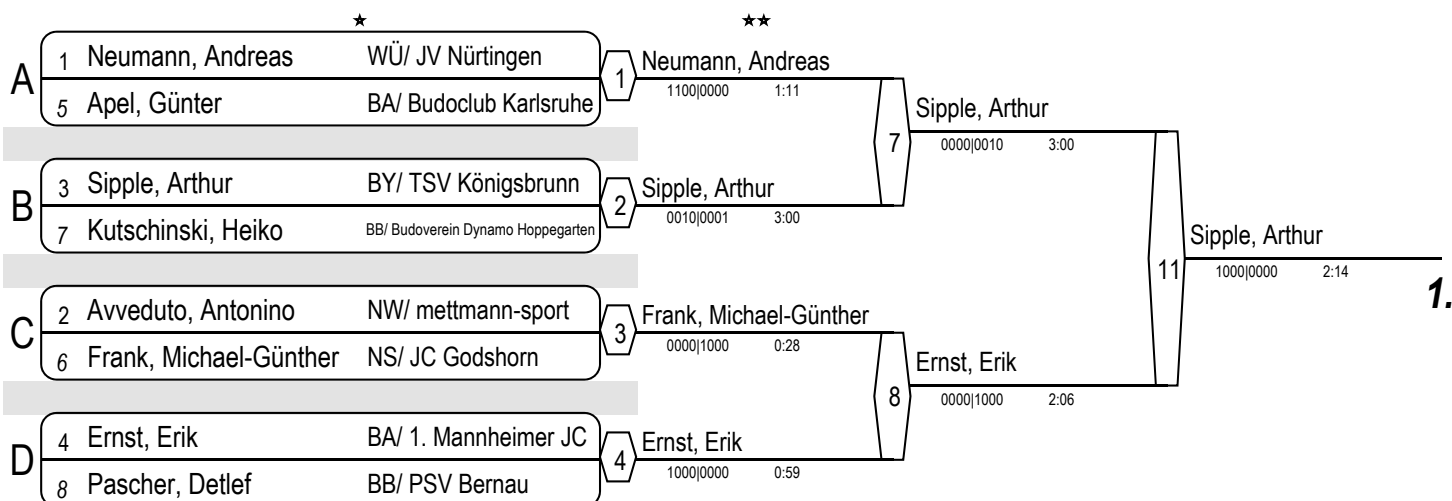 ★ ★★
A
1 Neumann, Andreas WÜ/ JV Nürtingen
5 Apel, Günter BA/ Budoclub Karlsruhe
1 Neumann, Andreas
1100|0000 1:11
B
3 Sipple, Arthur BY/ TSV Königsbrunn
7 Kutschinski, Heiko BB/ Budoverein Dynamo Hoppegarten
2 Sipple, Arthur
0010|0001 3:00
7 Sipple, Arthur
0000|0010 3:00
C
2 Avveduto, Antonino NW/ mettmann-sport
6 Frank, Michael-Günther NS/ JC Godshorn
3 Frank, Michael-Günther
0000|1000 0:28
D
4 Ernst, Erik BA/ 1. Mannheimer JC
8 Pascher, Detlef BB/ PSV Bernau
4 Ernst, Erik
1000|0000 0:59
8 Ernst, Erik
0000|1000 2:06
11 Sipple, Arthur
1000|0000 2:14
1.